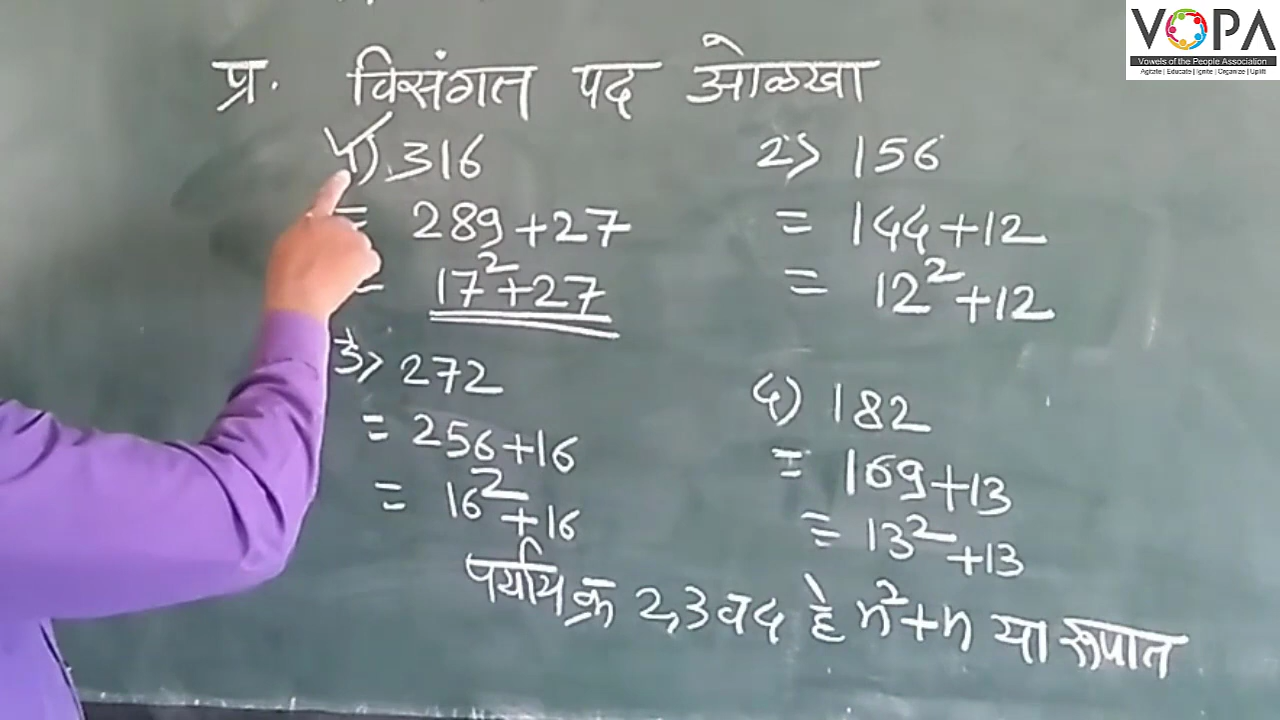 VOPA
Vowels of the People Association
Agitate | Educate | Ignite | Organize | Uplift
प्र. विसंगत पद ओळखा
१) 316
= 289+27
= 17²+27
2> 156
= 144+12
= 12²+12
३> 272
= 256+16
= 16²+16
४) 182
= 169+13
= 13²+13
पर्याय क्र 2,3 व ४ हे n²+n या रूपात